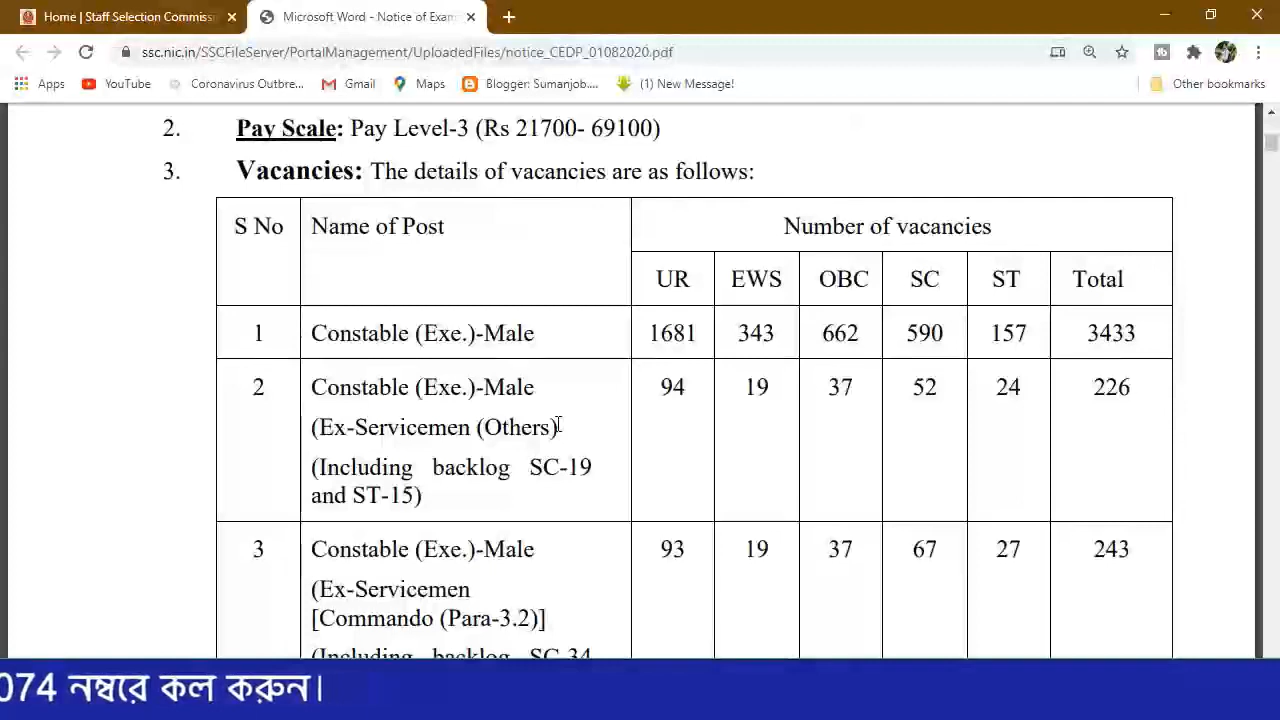 Home | Staff Selection Commiss
Microsoft Word - Notice of Exam
ssc.nic.in/SSCFileServer/PortalManagement/UploadedFiles/notice_CEDP_01082020.pdf
Apps YouTube Coronavirus Outbre... Gmail Maps Blogger: Sumanjob.... (1) New Message! Other bookmarks
2. Pay Scale: Pay Level-3 (Rs 21700- 69100)
3. Vacancies: The details of vacancies are as follows:
S No Name of Post Number of vacancies
UR EWS OBC SC ST Total
1 Constable (Exe.)-Male 1681 343 662 590 157 3433
2 Constable (Exe.)-Male 94 19 37 52 24 226
(Ex-Servicemen (Others)
(Including backlog SC-19
and ST-15)
3 Constable (Exe.)-Male 93 19 37 67 27 243
(Ex-Servicemen
[Commando (Para-3.2)]
(Including backlog SC-34
074 নম্বরে কল করুন।